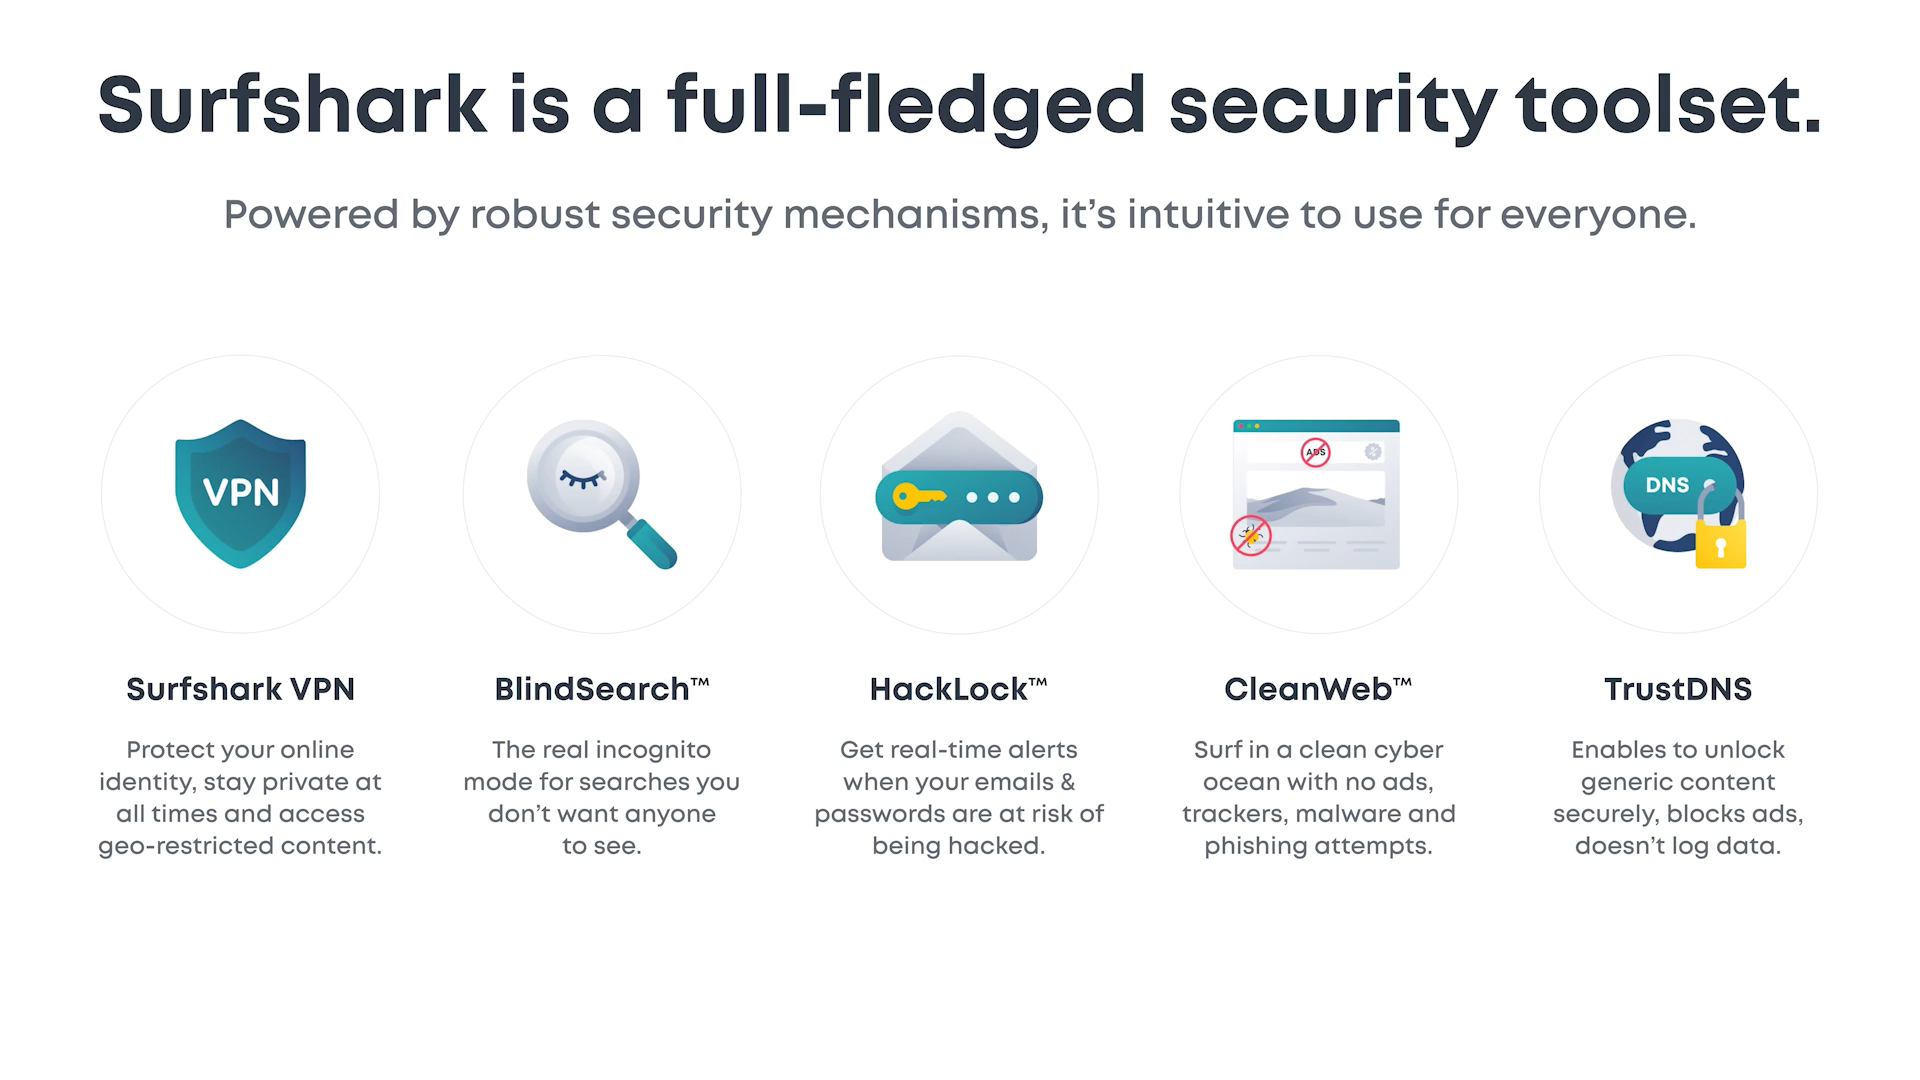 Surfshark is a full-fledged security toolset.
Powered by robust security mechanisms, it’s intuitive to use for everyone.
VPN
ADS
DNS
Surfshark VPN
Protect your online
identity, stay private at
all times and access
geo-restricted content.
BlindSearch™
The real incognito
mode for searches you
don’t want anyone
to see.
HackLock™
Get real-time alerts
when your emails &
passwords are at risk of
being hacked.
CleanWeb™
Surf in a clean cyber
ocean with no ads,
trackers, malware and
phishing attempts.
TrustDNS
Enables to unlock
generic content
securely, blocks ads,
doesn’t log data.